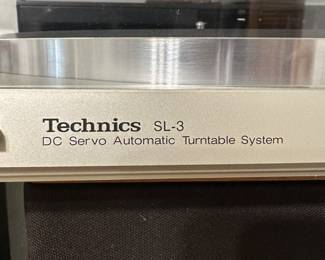 Technics SL-3
DC Servo Automatic Turntable System